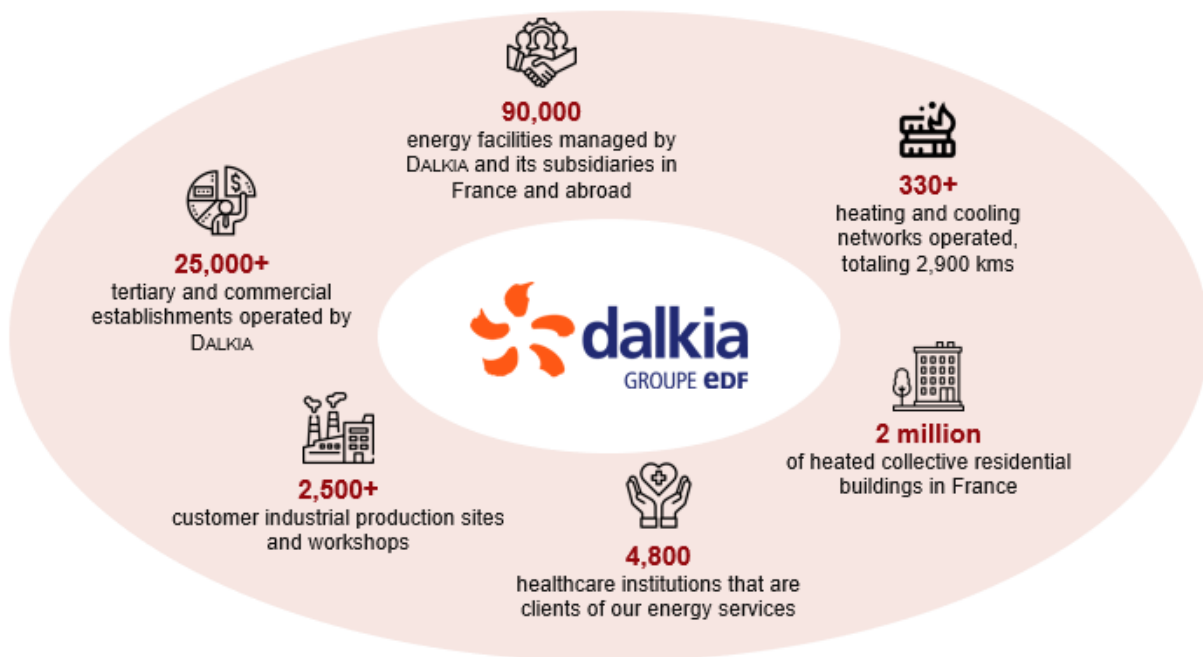 90,000
energy facilities managed by
DALKIA and its subsidiaries in
France and abroad
330+
heating and cooling
networks operated,
totaling 2,900 kms
25,000+
tertiary and commercial
establishments operated by
DALKIA
dalkia
GROUPE eDF
2 million
of heated collective residential
buildings in France
2,500+
customer industrial production sites
and workshops
4,800
healthcare institutions that are
clients of our energy services